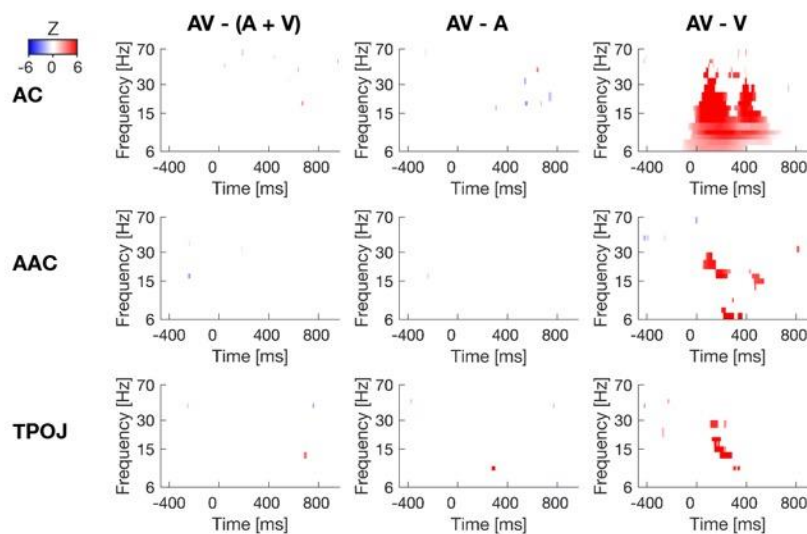 Z
-6 0 6
AV - (A + V)
AV - A
AV - V
AC
Frequency [Hz]
70
30
15
6
-400 0 400 800
Time [ms]
Frequency [Hz]
70
30
15
6
-400 0 400 800
Time [ms]
Frequency [Hz]
70
30
15
6
-400 0 400 800
Time [ms]
AAC
Frequency [Hz]
70
30
15
6
-400 0 400 800
Time [ms]
Frequency [Hz]
70
30
15
6
-400 0 400 800
Time [ms]
Frequency [Hz]
70
30
15
6
-400 0 400 800
Time [ms]
TPOJ
Frequency [Hz]
70
30
15
6
-400 0 400 800
Time [ms]
Frequency [Hz]
70
30
15
6
-400 0 400 800
Time [ms]
Frequency [Hz]
70
30
15
6
-400 0 400 800
Time [ms]